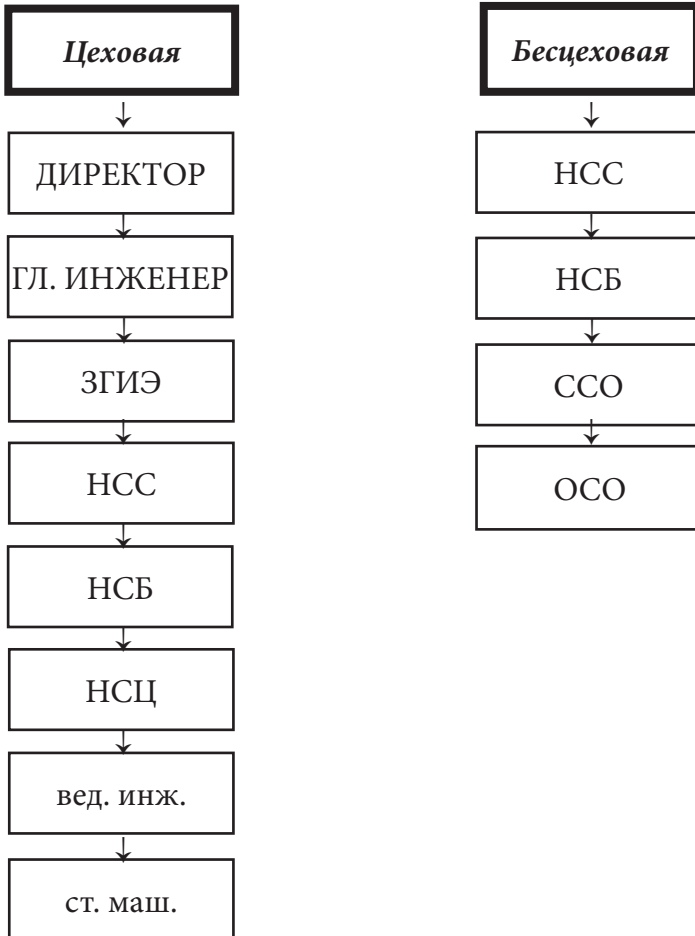 Цеховая
ДИРЕКТОР
ГЛ. ИНЖЕНЕР
ЗГИЭ
НСС
НСБ
НСЦ
вед. инж.
ст. маш.
Бесцеховая
НСС
НСБ
ССО
ОСО